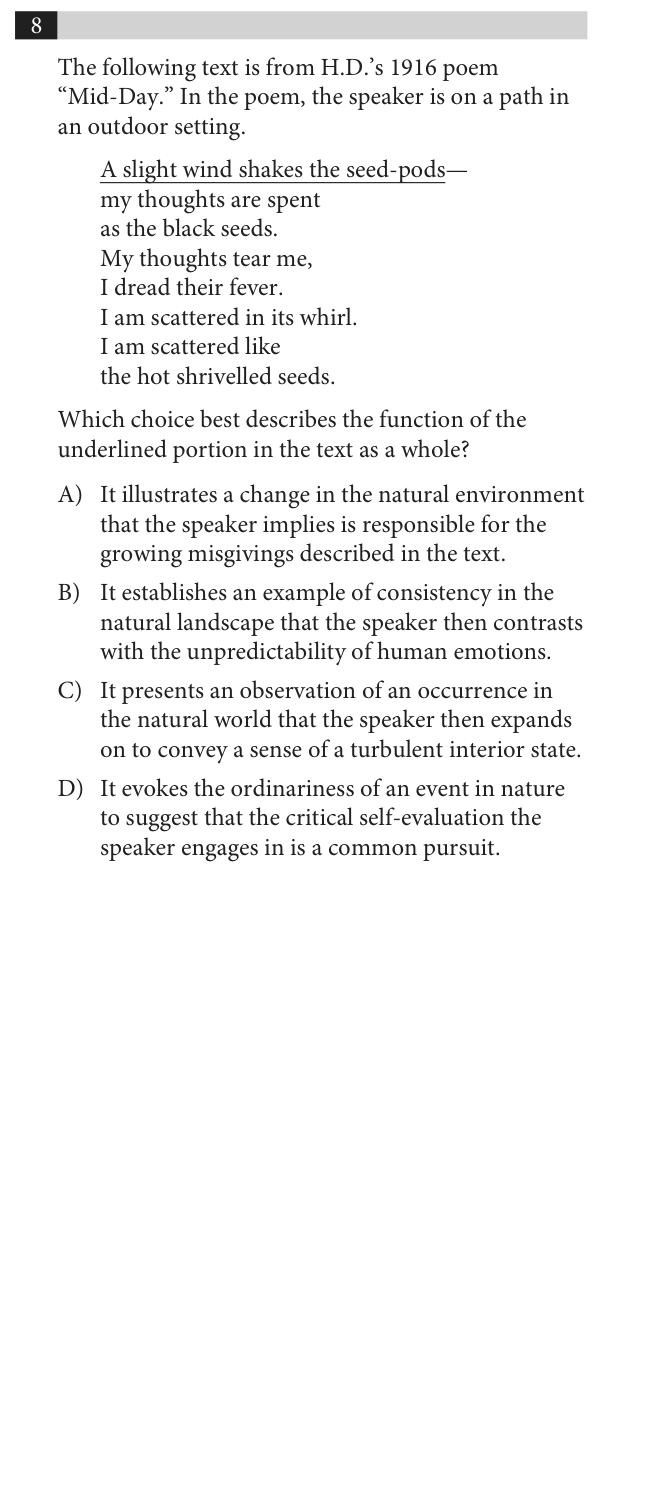 8
The following text is from H.D.’s 1916 poem
“Mid-Day.” In the poem, the speaker is on a path in
an outdoor setting.
A slight wind shakes the seed-pods—
my thoughts are spent
as the black seeds.
My thoughts tear me,
I dread their fever.
I am scattered in its whirl.
I am scattered like
the hot shrivelled seeds.
Which choice best describes the function of the
underlined portion in the text as a whole?
A) It illustrates a change in the natural environment
that the speaker implies is responsible for the
growing misgivings described in the text.
B) It establishes an example of consistency in the
natural landscape that the speaker then contrasts
with the unpredictability of human emotions.
C) It presents an observation of an occurrence in
the natural world that the speaker then expands
on to convey a sense of a turbulent interior state.
D) It evokes the ordinariness of an event in nature
to suggest that the critical self-evaluation the
speaker engages in is a common pursuit.